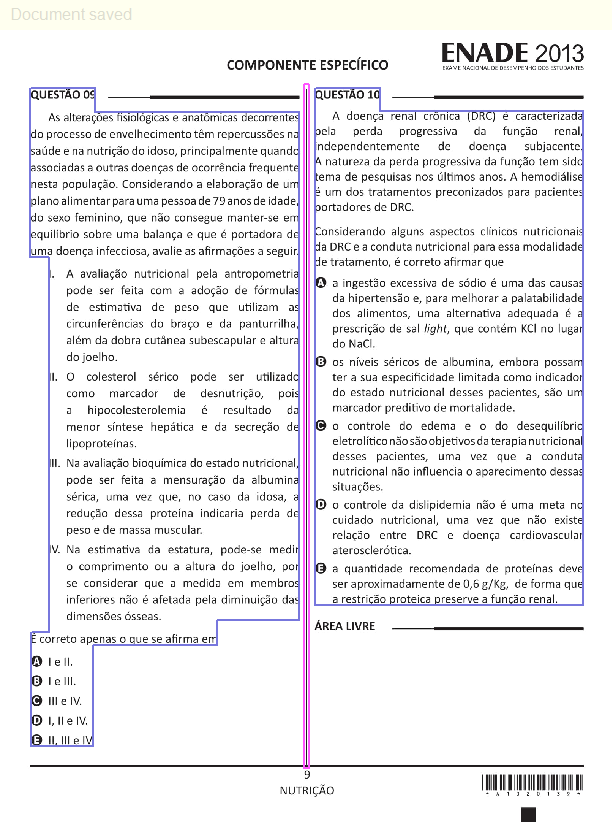 Document saved
ENADE 2013
EXAME NACIONAL DE DESEMPENHO DOS ESTUDANTES
COMPONENTE ESPECÍFICO
QUESTÃO 09
As alterações fisiológicas e anatômicas decorrentes
do processo de envelhecimento têm repercussões na
saúde e na nutrição do idoso, principalmente quando
associadas a outras doenças de ocorrência frequente
nesta população. Considerando a elaboração de um
plano alimentar para uma pessoa de 79 anos de idade,
do sexo feminino, que não consegue manter-se em
equilíbrio sobre uma balança e que é portadora de
uma doença infecciosa, avalie as afirmações a seguir.
I. A avaliação nutricional pela antropometria
pode ser feita com a adoção de fórmulas
de estimativa de peso que utilizam as
circunferências do braço e da panturrilha,
além da dobra cutânea subescapular e altura
do joelho.
II. O colesterol sérico pode ser utilizado
como marcador de desnutrição, pois
a hipocolesterolemia é resultado da
menor síntese hepática e da secreção de
lipoproteínas.
III. Na avaliação bioquímica do estado nutricional,
pode ser feita a mensuração da albumina
sérica, uma vez que, no caso da idosa, a
redução dessa proteína indicaria perda de
peso e de massa muscular.
IV. Na estimativa da estatura, pode-se medir
o comprimento ou a altura do joelho, por
se considerar que a medida em membros
inferiores não é afetada pela diminuição das
dimensões ósseas.
É correto apenas o que se afirma em
A I e II.
B I e III.
C III e IV.
D I, II e IV.
E II, III e IV
QUESTÃO 10
A doença renal crônica (DRC) é caracterizada
pela perda progressiva da função renal,
independentemente de doença subjacente.
A natureza da perda progressiva da função tem sido
tema de pesquisas nos últimos anos. A hemodiálise
é um dos tratamentos preconizados para pacientes
portadores de DRC.
Considerando alguns aspectos clínicos nutricionais
da DRC e a conduta nutricional para essa modalidade
de tratamento, é correto afirmar que
A a ingestão excessiva de sódio é uma das causas
da hipertensão e, para melhorar a palatabilidade
dos alimentos, uma alternativa adequada é a
prescrição de sal light, que contém KCl no lugar
do NaCl.
B os níveis séricos de albumina, embora possam
ter a sua especificidade limitada como indicador
do estado nutricional desses pacientes, são um
marcador preditivo de mortalidade.
C o controle do edema e o do desequilíbrio
eletrolítico não são objetivos da terapia nutricional
desses pacientes, uma vez que a conduta
nutricional não influencia o aparecimento dessas
situações.
D o controle da dislipidemia não é uma meta no
cuidado nutricional, uma vez que não existe
relação entre DRC e doença cardiovascular
aterosclerótica.
E a quantidade recomendada de proteínas deve
ser aproximadamente de 0,6 g/Kg, de forma que
a restrição proteica preserve a função renal.
ÁREA LIVRE
9
NUTRIÇÃO